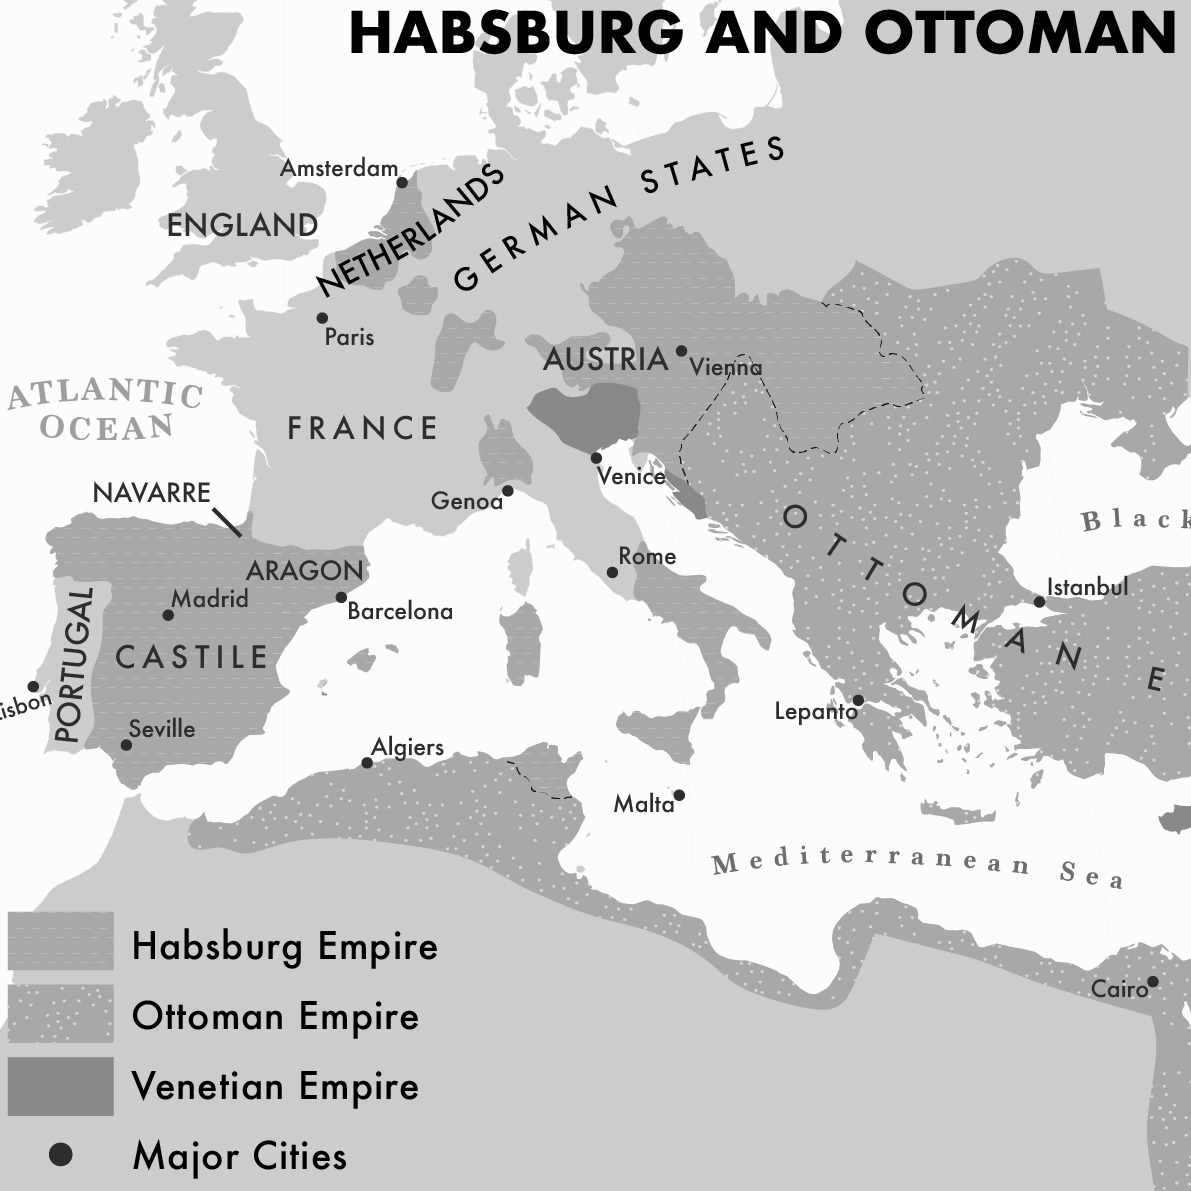 HABSBURG AND OTTOMAN
Amsterdam
NETHERLANDS
GERMAN STATES
ENGLAND
Paris
AUSTRIA
Vienna
ATLANTIC
OCEAN
FRANCE
Venice
NAVARRE
Genoa
Black
OTTOMAN E
Rome
ARAGON
Istanbul
Madrid
Barcelona
PORTUGAL
CASTILE
isbon
Lepanto
Seville
Algiers
Malta
Mediterranean Sea
Habsburg Empire
Cairo
Ottoman Empire
Venetian Empire
Major Cities